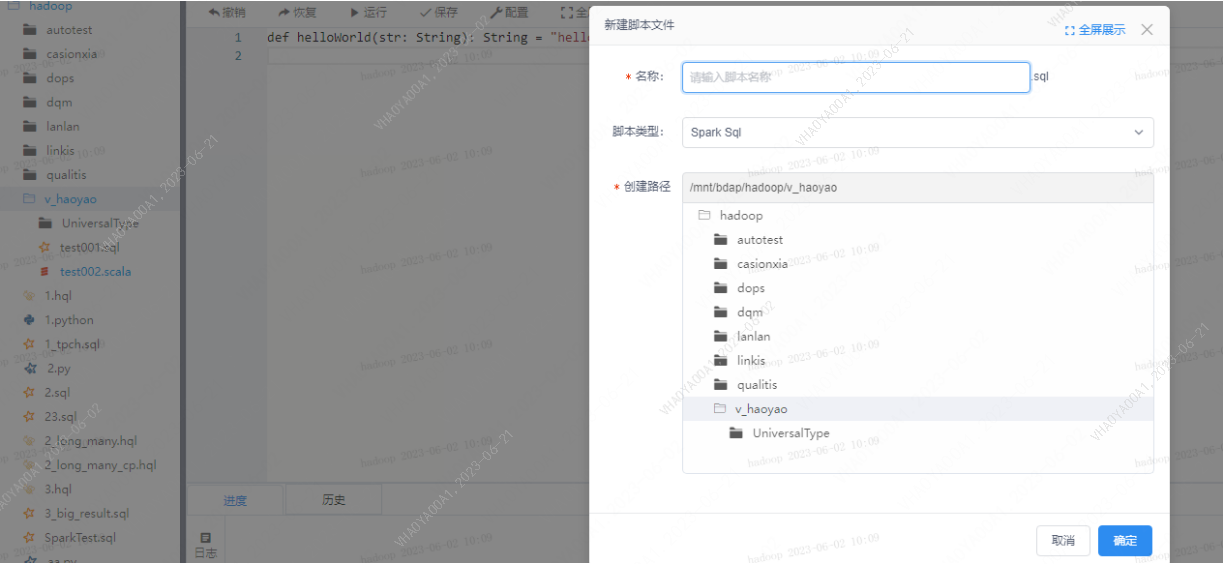 hadoop
autotest
casionxia
dops
dqm
lanlan
linkis
qualitis
v_haoyao
UniversalType
test001.sql
test002.scala
1.hql
1.python
1_tpch.sql
2.py
2.sql
23.sql
2_long_many.hql
2_long_many_cp.hql
3.hql
3_big_result.sql
SparkTest.sql
撤销 恢复 运行 保存 配置 全
1 def helloWorld(str: String): String = "hell
2
进度 历史
日志
新建脚本文件 全屏展示
* 名称: 请输入脚本名称 .sql
脚本类型: Spark Sql
* 创建路径 /mnt/bdap/hadoop/v_haoyao
hadoop
autotest
casionxia
dops
dqm
lanlan
linkis
qualitis
v_haoyao
UniversalType
取消 确定
hadoop 2023-06-02 10:09
VHAOYA00A1, 2023-06-21